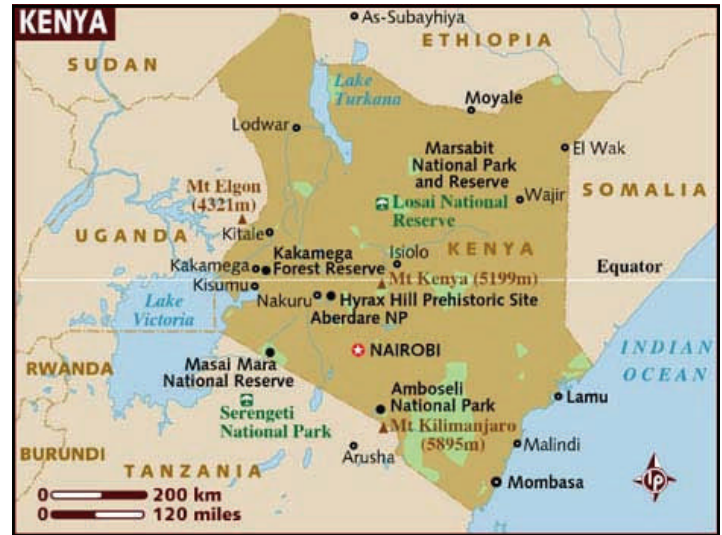 KENYA
As-Subayhiya
ETHIOPIA
SUDAN
Lake
Turkana
Moyale
Lodwar
El Wak
Marsabit
National Park
and Reserve
Mt Elgon
(4321m)
Wajir
SOMALIA
Losai National
Reserve
UGANDA
Kitale
Kakamega
Forest Reserve
Isiolo
KENYA
Kakamega
Equator
Mt Kenya (5199m)
Kisumu
Nakuru
Hyrax Hill Prehistoric Site
Aberdare NP
Lake
Victoria
NAIROBI
INDIAN
OCEAN
RWANDA
Masai Mara
National Reserve
Amboseli
National Park
Lamu
Serengeti
National Park
Mt Kilimanjaro
(5895m)
BURUNDI
Arusha
Malindi
TANZANIA
Mombasa
0 200 km
0 120 miles
lp